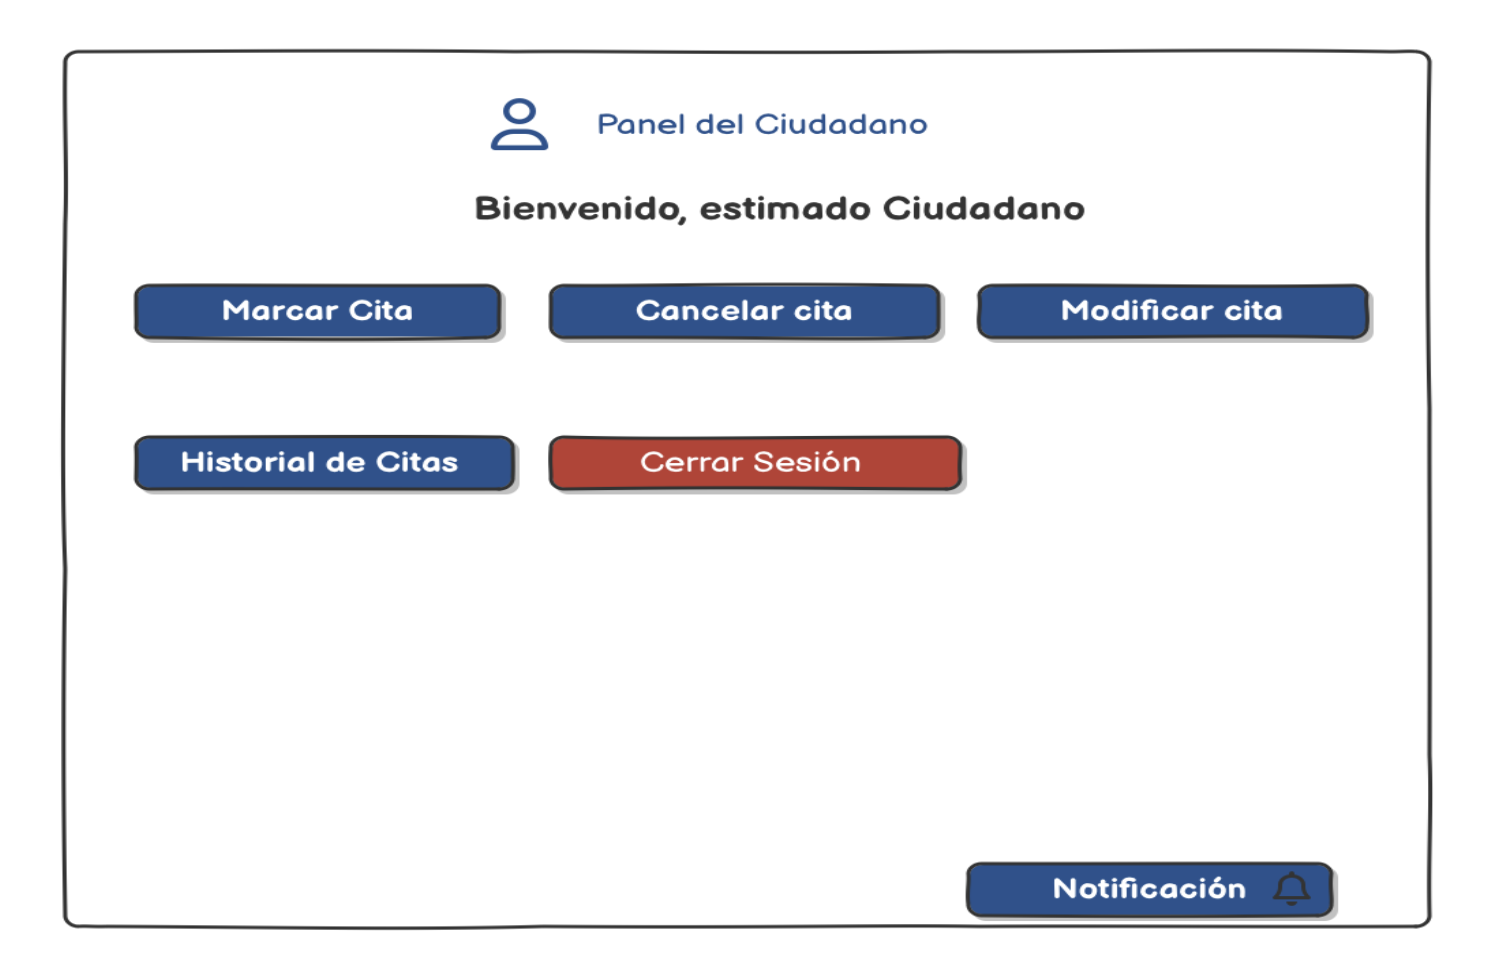 Panel del Ciudadano
Bienvenido, estimado Ciudadano
Marcar Cita
Cancelar cita
Modificar cita
Historial de Citas
Cerrar Sesión
Notificación